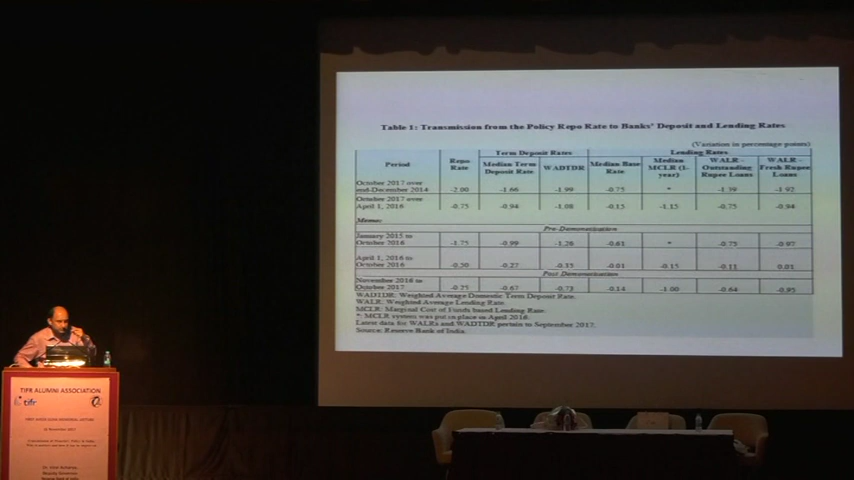 Table 1: Transmission from the Policy Repo Rate to Banks' Deposit and Lending Rates
(Variation in percentage points)
Period Repo Rate Term Deposit Rates Lending Rates
Median Term Deposit Rate WADTDR Median Base Rate Median MCLR (1-year) WALR - Outstanding Rupee Loans WALR - Fresh Rupee Loans
October 2017 over end-December 2014 -2.00 -1.66 -1.99 -0.75 * -1.39 -1.92
October 2017 over April 1, 2016 -0.75 -0.94 -1.08 -0.15 -1.15 -0.75 -0.94
Memo:
Pre-Demonetisation
January 2015 to October 2016 -1.75 -0.99 -1.26 -0.61 * -0.75 -0.97
April 1, 2016 to October 2016 -0.50 -0.27 -0.35 -0.01 -0.15 -0.11 0.01
Post Demonetisation
November 2016 to October 2017 -0.25 -0.67 -0.73 -0.14 -1.00 -0.64 -0.95
WADTDR: Weighted Average Domestic Term Deposit Rate.
WALR: Weighted Average Lending Rate.
MCLR: Marginal Cost of Funds based Lending Rate.
*: MCLR system was put in place in April 2016.
Latest data for WALRs and WADTDR pertain to September 2017.
Source: Reserve Bank of India.
TIFR ALUMNI ASSOCIATION
tifr